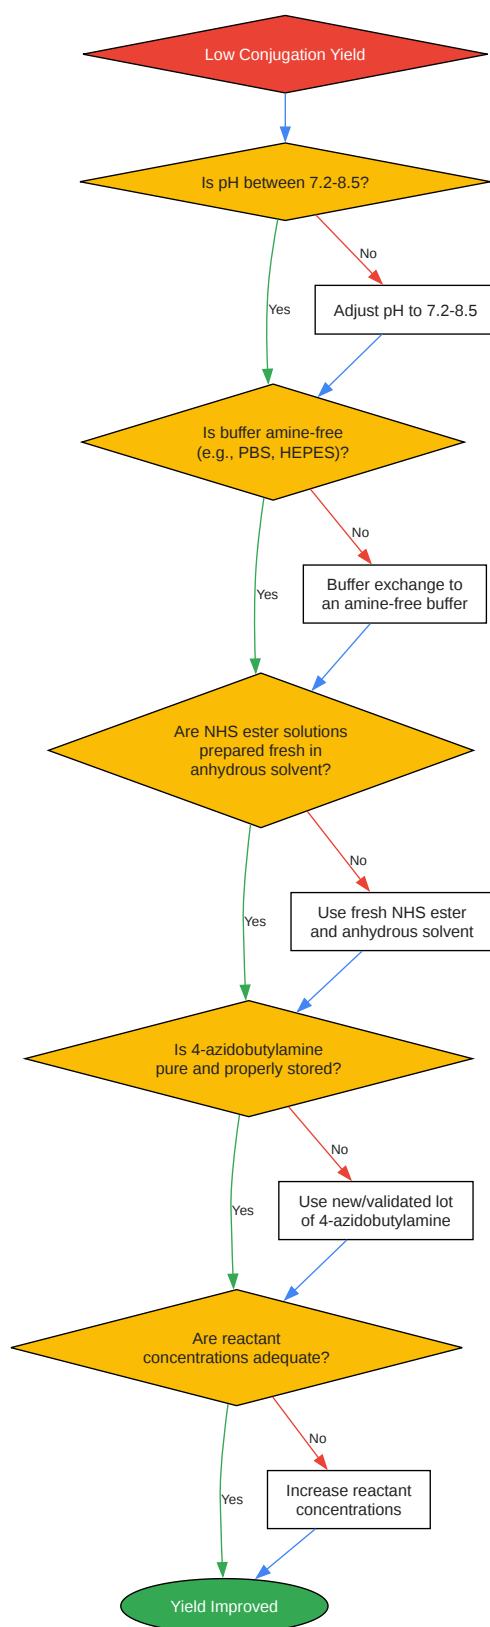 Low Conjugation Yield
Is pH between 7.2-8.5?
No
Yes
Adjust pH to 7.2-8.5
Is buffer amine-free
(e.g., PBS, HEPES)?
No
Yes
Buffer exchange to
an amine-free buffer
Are NHS ester solutions
prepared fresh in
anhydrous solvent?
No
Yes
Use fresh NHS ester
and anhydrous solvent
Is 4-azidobutylamine
pure and properly stored?
No
Yes
Use new/validated lot
of 4-azidobutylamine
Are reactant
concentrations adequate?
No
Yes
Increase reactant
concentrations
Yield Improved